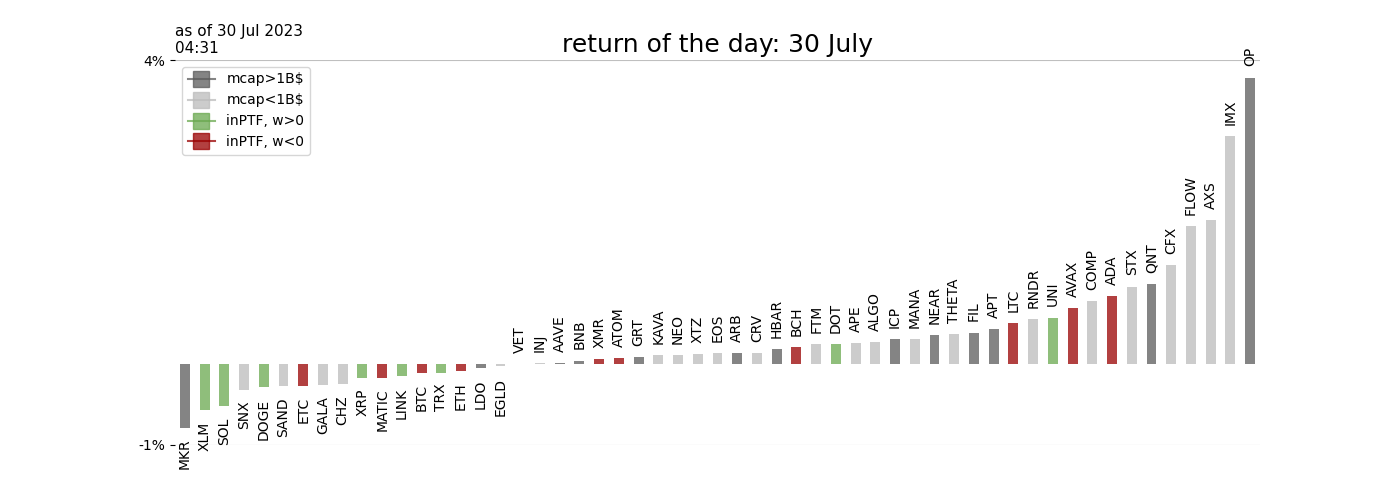 as of 30 Jul 2023
04:31
return of the day: 30 July
4%
mcap>1B$
mcap<1B$
inPTF, w>0
inPTF, w<0
-1%
MKR
XLM
SOL
SNX
DOGE
SAND
ETC
GALA
CHZ
XRP
MATIC
LINK
BTC
TRX
ETH
LDO
EGLD
VET
INJ
AAVE
BNB
XMR
ATOM
GRT
KAVA
NEO
XTZ
EOS
ARB
CRV
HBAR
BCH
FTM
DOT
APE
ALGO
ICP
MANA
NEAR
THETA
FIL
APT
LTC
RNDR
UNI
AVAX
COMP
ADA
STX
QNT
CFX
FLOW
AXS
IMX
OP